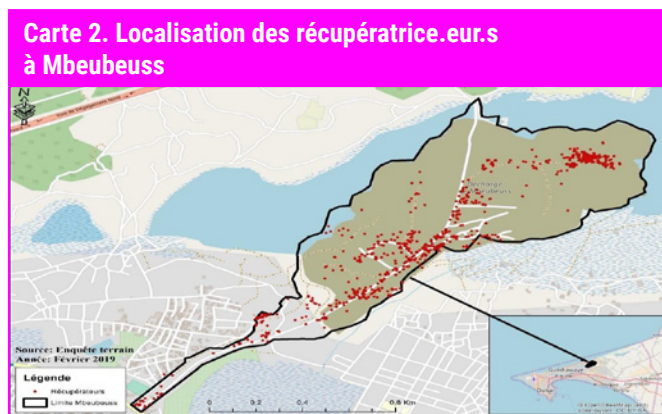 Carte 2. Localisation des récupératrice.eur.s
à Mbeubeuss
N
Mbeubeuss
Source: Enquête terrain
Année: Février 2019
Légende
Récupérateurs
Limite Mbeubeuss
0 0.2 0.4 0.8 Km